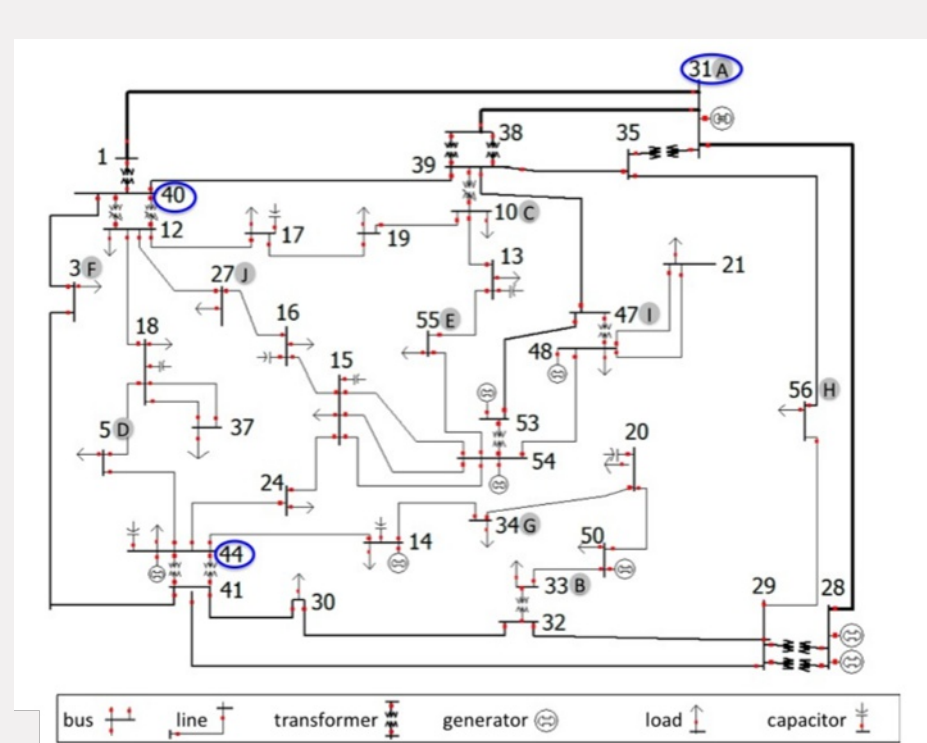 31 A
38
35
1
39
40
10 C
12
17
19
13
21
3 F
27 J
16
55 E
47 I
18
15
48
56 H
53
5 D
37
20
54
24
34 G
14
50
44
33 B
29
28
41
30
32
bus
line
transformer
generator
load
capacitor